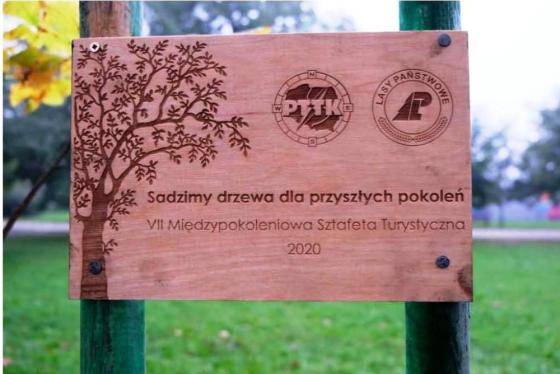 PTTK
LASY PAŃSTWOWE
Sadzimy drzewa dla przyszłych pokoleń
VII Międzypokoleniowa Sztafeta Turystyczna
2020